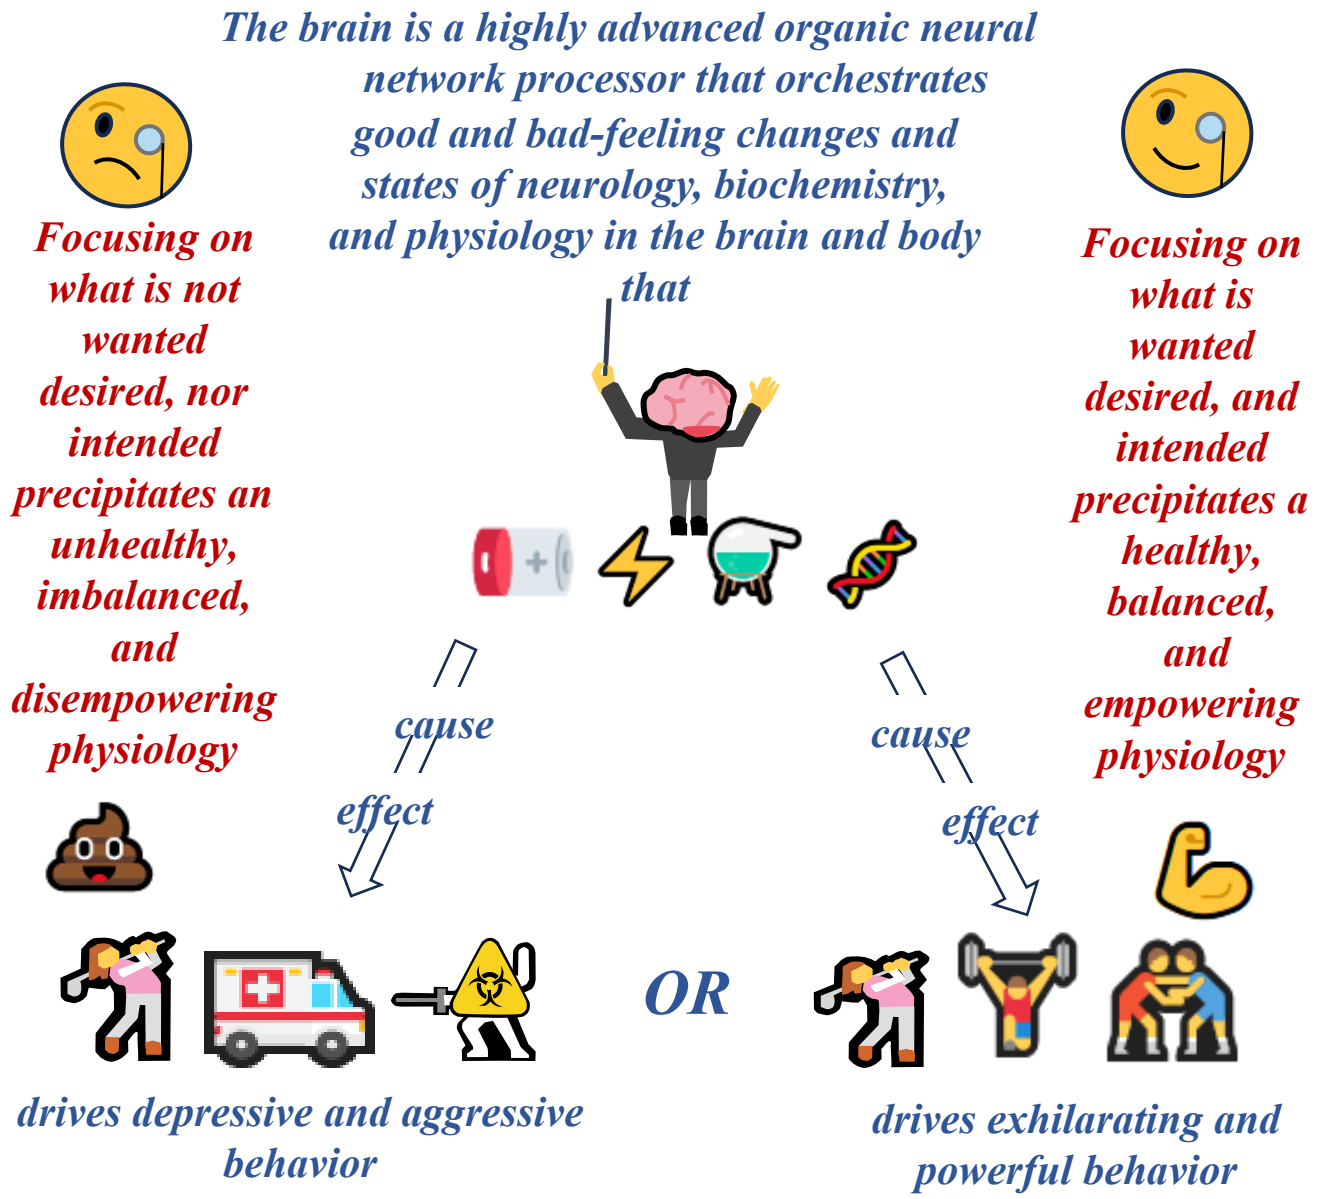 The brain is a highly advanced organic neural
network processor that orchestrates
good and bad-feeling changes and
states of neurology, biochemistry,
and physiology in the brain and body
that
Focusing on
what is not
wanted
desired, nor
intended
precipitates an
unhealthy,
imbalanced,
and
disempowering
physiology
Focusing on
what is
wanted
desired, and
intended
precipitates a
healthy,
balanced,
and
empowering
physiology
cause
effect
cause
effect
OR
drives depressive and aggressive
behavior
drives exhilarating and
powerful behavior